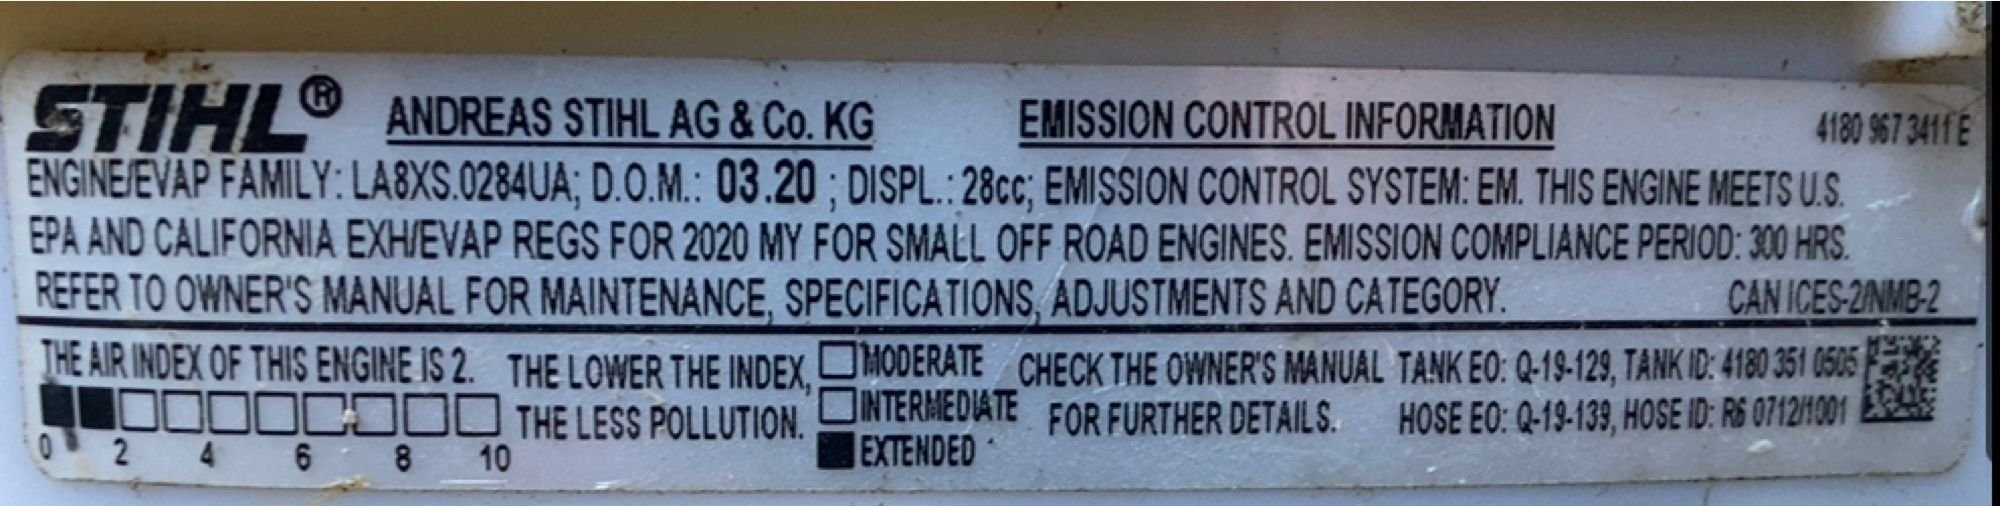 STIHL® ANDREAS STIHL AG & Co. KG EMISSION CONTROL INFORMATION 4180 967 3411 E
ENGINE/EVAP FAMILY: LA8XS.0284UA; D.O.M.: 03.20 ; DISPL.: 28cc; EMISSION CONTROL SYSTEM: EM. THIS ENGINE MEETS U.S.
EPA AND CALIFORNIA EXH/EVAP REGS FOR 2020 MY FOR SMALL OFF ROAD ENGINES. EMISSION COMPLIANCE PERIOD: 300 HRS.
REFER TO OWNER'S MANUAL FOR MAINTENANCE, SPECIFICATIONS, ADJUSTMENTS AND CATEGORY. CAN ICES-2/NMB-2
THE AIR INDEX OF THIS ENGINE IS 2.
0 2 4 6 8 10
THE LOWER THE INDEX,
THE LESS POLLUTION.
MODERATE
INTERMEDIATE
EXTENDED
CHECK THE OWNER'S MANUAL
FOR FURTHER DETAILS.
TANK EO: Q-19-129, TANK ID: 4180 351 0505
HOSE EO: Q-19-139, HOSE ID: R6 0712/1001